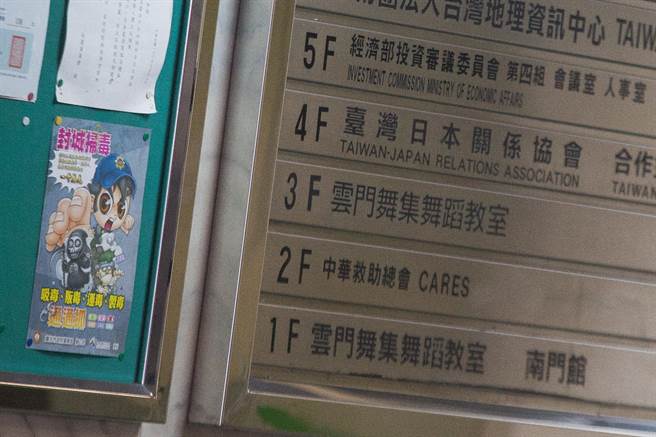 財團法人台灣地理資訊中心 TAIWAN
5F 經濟部投資審議委員會 第四組 會議室 人事室
INVESTMENT COMMISSION MINISTRY OF ECONOMIC AFFAIRS
4F 臺灣日本關係協會 合作
TAIWAN-JAPAN RELATIONS ASSOCIATION TAIWAN
3F 雲門舞集舞蹈教室
2F 中華救助總會 CARES
1F 雲門舞集舞蹈教室 南門館
封城掃毒
吸毒·販毒·運毒·製毒